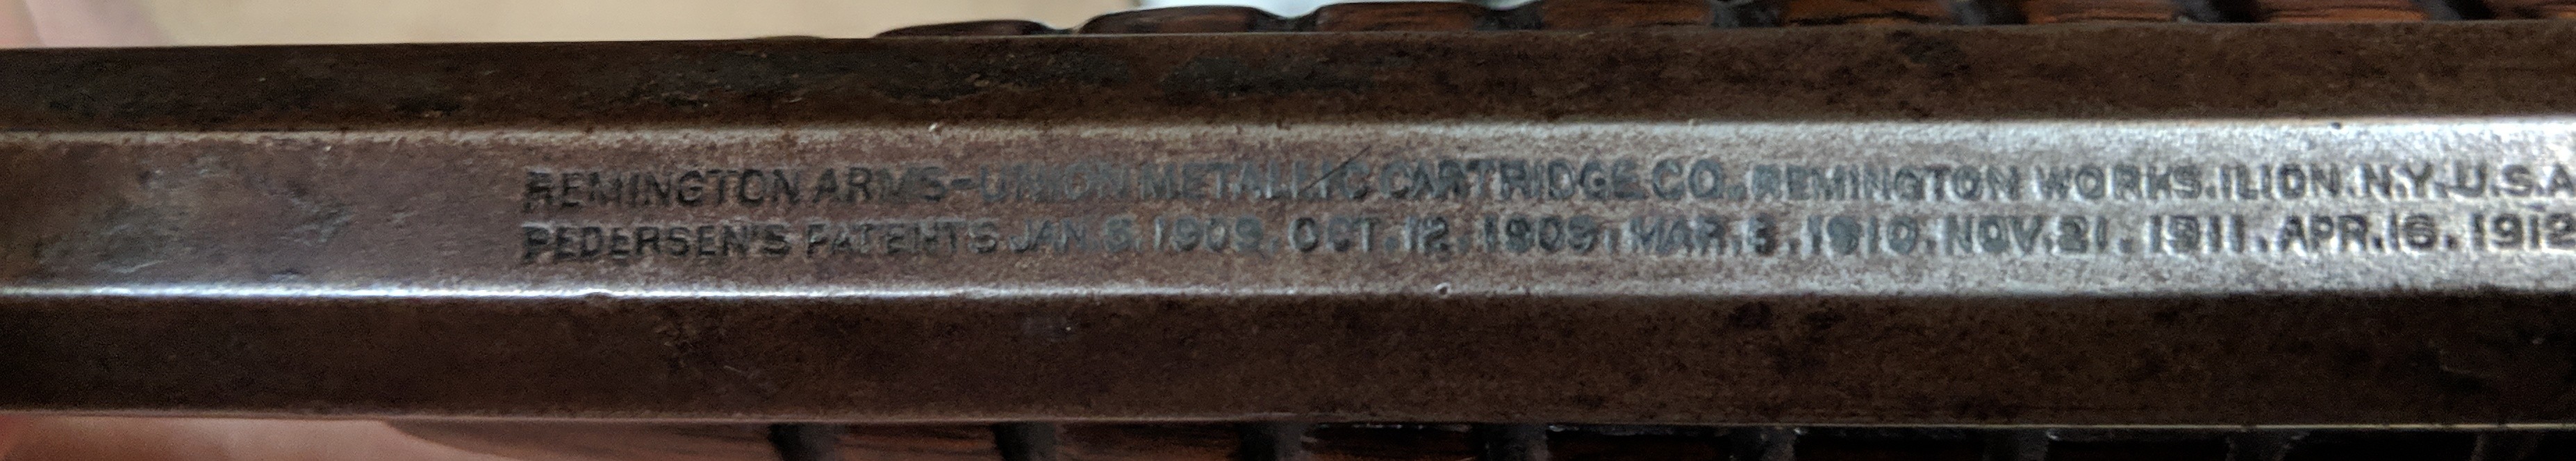 REMINGTON ARMS-UNION METALLIC CARTRIDGE CO. REMINGTON WORKS. ILION. N.Y. U.S.A
PEDERSEN'S PATENTS JAN. 5. 1909. OCT. 12. 1909. MAR. 8. 1910. NOV. 21. 1911. APR. 16. 1912